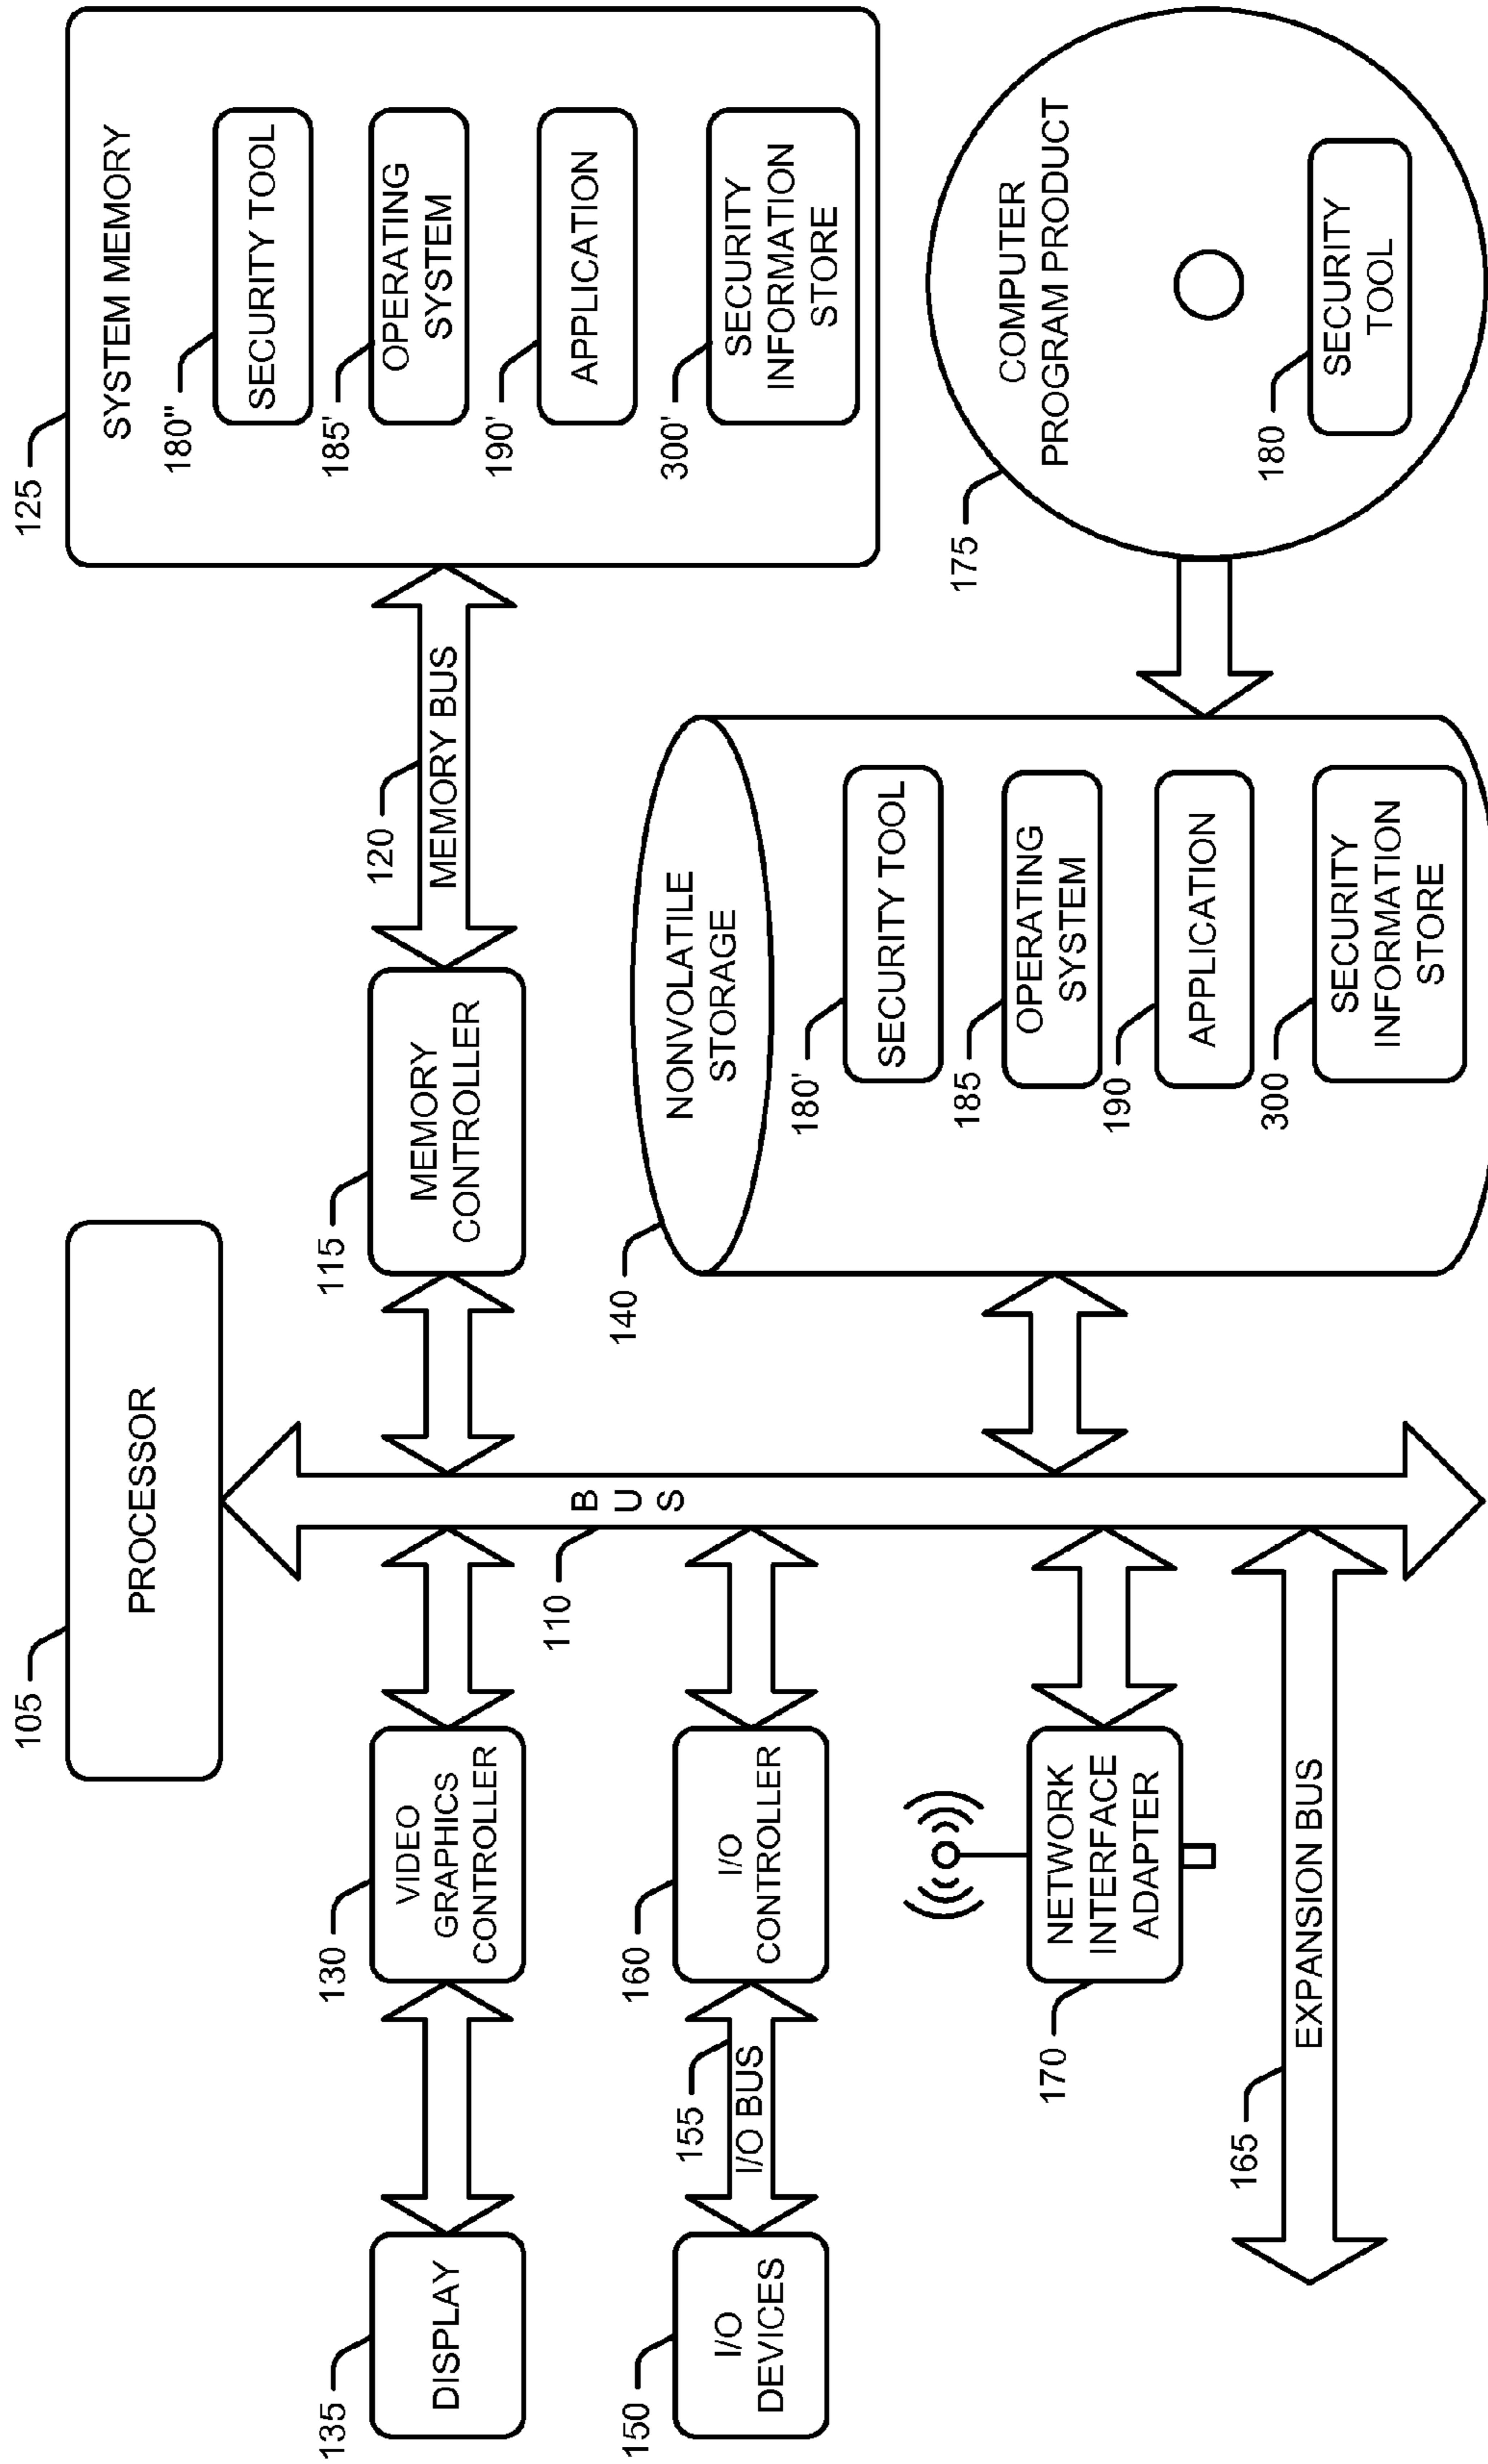 105
PROCESSOR
125
SYSTEM MEMORY
180"
SECURITY TOOL
185'
OPERATING
SYSTEM
190'
APPLICATION
300'
SECURITY
INFORMATION
STORE
135
DISPLAY
130
VIDEO
GRAPHICS
CONTROLLER
115
MEMORY
CONTROLLER
120
MEMORY BUS
110
B
U
S
150
I/O
DEVICES
155
I/O BUS
160
I/O
CONTROLLER
140
NONVOLATILE
STORAGE
180'
SECURITY TOOL
185
OPERATING
SYSTEM
190
APPLICATION
300
SECURITY
INFORMATION
STORE
175
COMPUTER
PROGRAM PRODUCT
180
SECURITY
TOOL
170
NETWORK
INTERFACE
ADAPTER
165
EXPANSION BUS